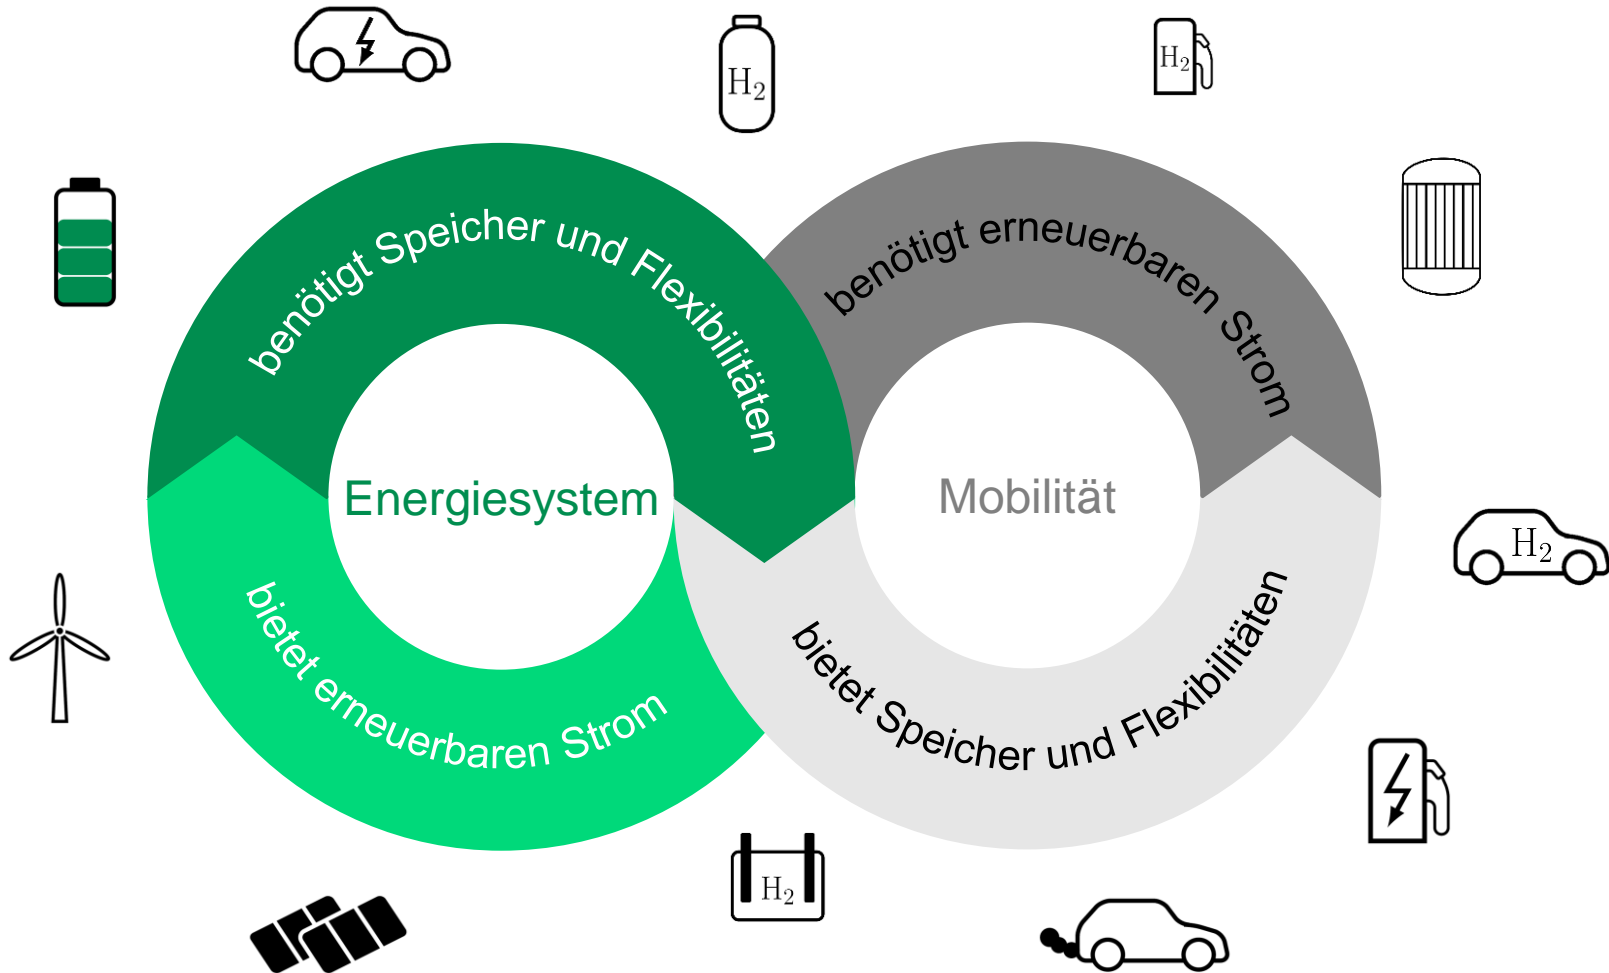 H₂
H₂
benötigt Speicher und Flexibilitäten
benötigt erneuerbaren Strom
Energiesystem
Mobilität
H₂
bietet erneuerbaren Strom
bietet Speicher und Flexibilitäten
H₂